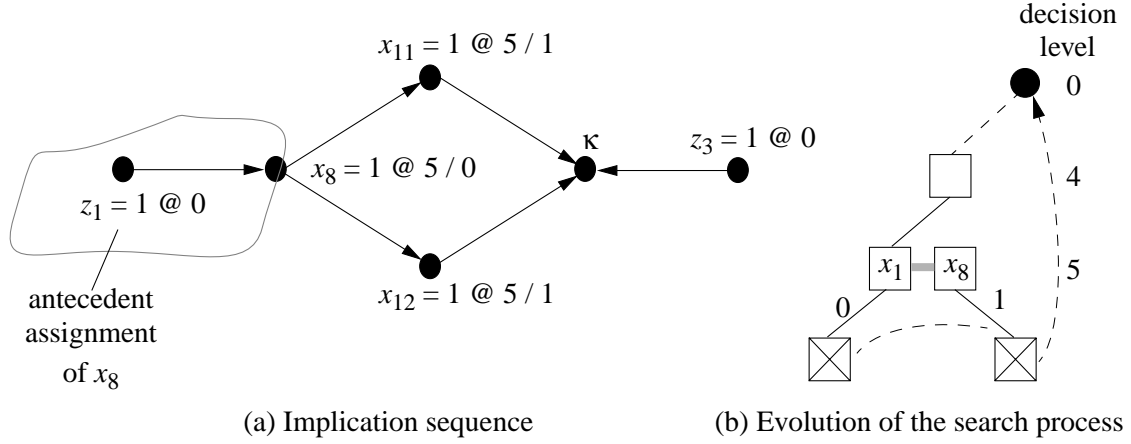 x₁₁ = 1 @ 5 / 1
κ
z₃ = 1 @ 0
x₈ = 1 @ 5 / 0
z₁ = 1 @ 0
x₁₂ = 1 @ 5 / 1
antecedent
assignment
of x₈
(a) Implication sequence
decision
level
0
4
x₁ x₈
5
0 1
(b) Evolution of the search process